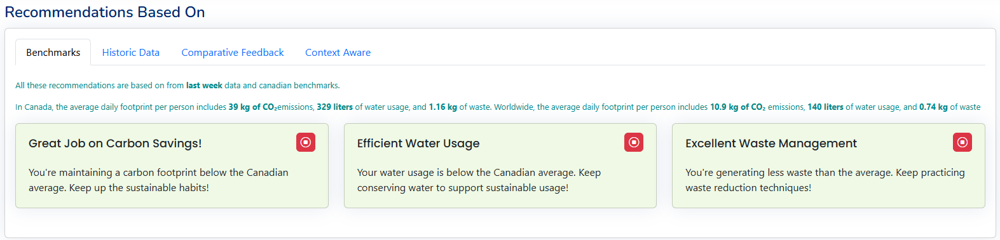 Recommendations Based On
Benchmarks
Historic Data
Comparative Feedback
Context Aware
All these recommendations are based on from last week data and canadian benchmarks.
In Canada, the average daily footprint per person includes 39 kg of CO₂emissions, 329 liters of water usage, and 1.16 kg of waste. Worldwide, the average daily footprint per person includes 10.9 kg of CO₂ emissions, 140 liters of water usage, and 0.74 kg of waste
Great Job on Carbon Savings!
You're maintaining a carbon footprint below the Canadian
average. Keep up the sustainable habits!
Efficient Water Usage
Your water usage is below the Canadian average. Keep
conserving water to support sustainable usage!
Excellent Waste Management
You're generating less waste than the average. Keep practicing
waste reduction techniques!